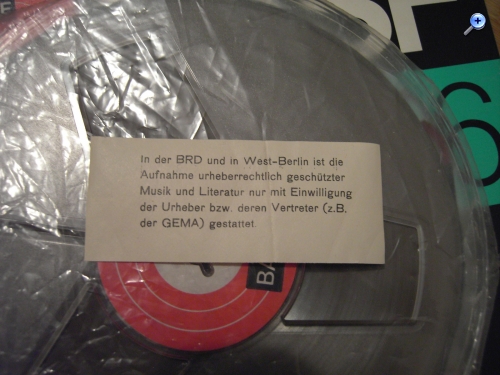 In der BRD und in West-Berlin ist die
Aufnahme urheberrechtlich geschützter
Musik und Literatur nur mit Einwilligung
der Urheber bzw. deren Vertreter (z.B.
der GEMA) gestattet.
BA